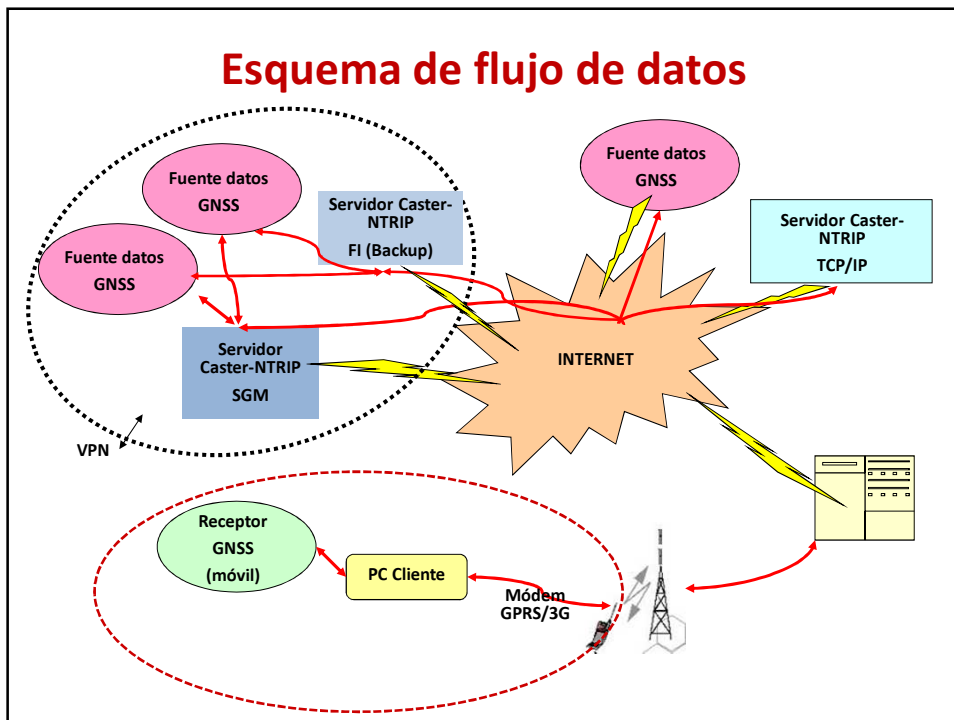 Esquema de flujo de datos
Fuente datos
GNSS
Fuente datos
GNSS
Servidor Caster-
NTRIP
FI (Backup)
Servidor
Caster-NTRIP
SGM
VPN
Fuente datos
GNSS
Servidor Caster-
NTRIP
TCP/IP
INTERNET
Receptor
GNSS
(móvil)
PC Cliente
Módem
GPRS/3G